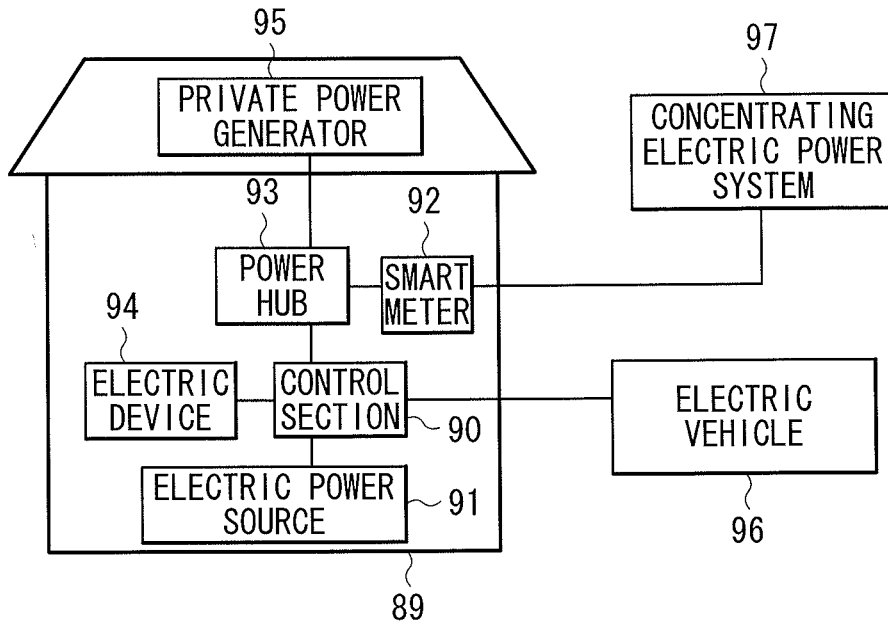 95
PRIVATE POWER
GENERATOR
97
CONCENTRATING
ELECTRIC POWER
SYSTEM
93
POWER
HUB
92
SMART
METER
94
ELECTRIC
DEVICE
CONTROL
SECTION
90
ELECTRIC
VEHICLE
96
ELECTRIC POWER
SOURCE
91
89